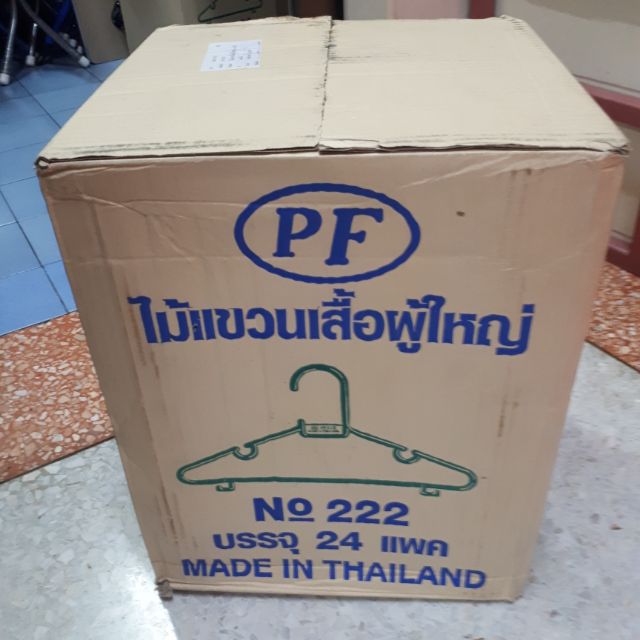 PF
ไม้แขวนเสื้อผู้ใหญ่
Nº 222
บรรจุ 24 แพค
MADE IN THAILAND